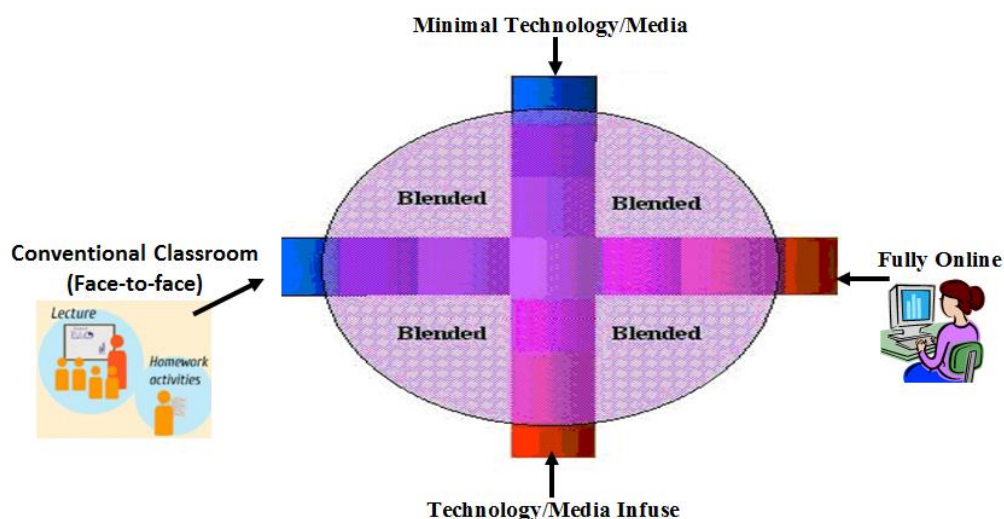 Minimal Technology/Media
Blended
Blended
Conventional Classroom
(Face-to-face)
Lecture
Homework
activities
Fully Online
Blended
Blended
Technology/Media Infuse